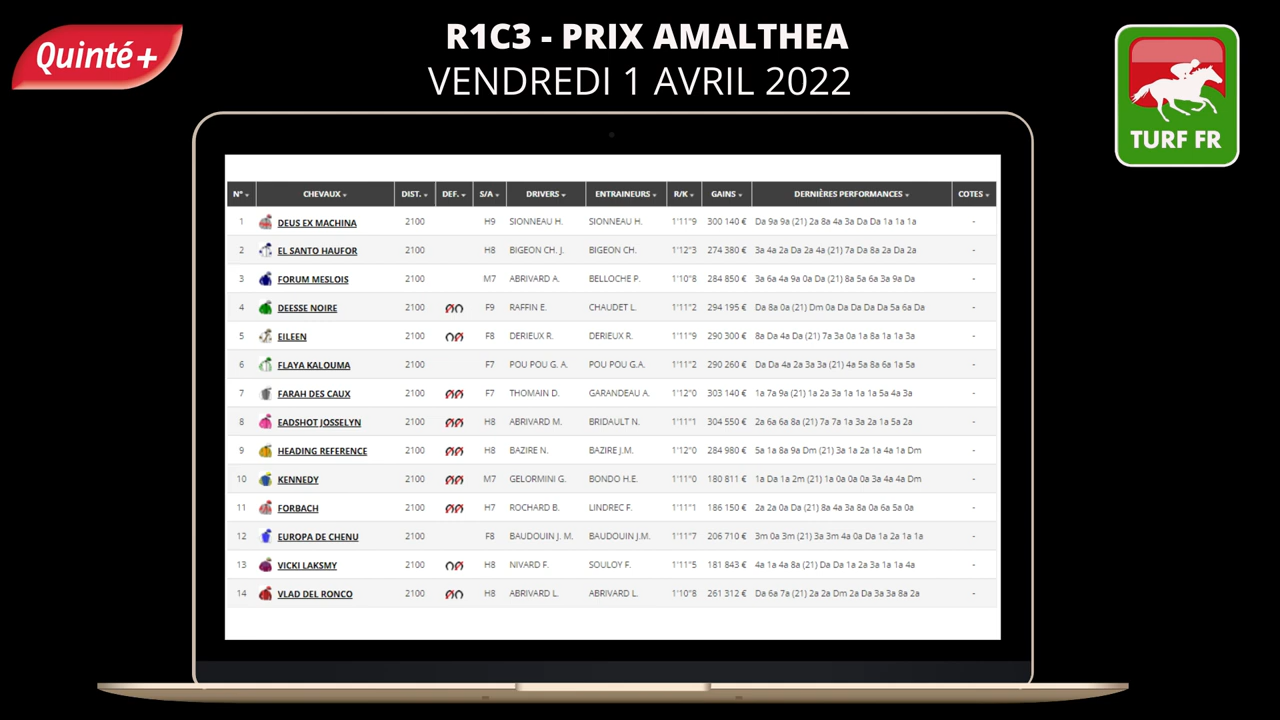 Quinté+
R1C3 - PRIX AMALTHEA
VENDREDI 1 AVRIL 2022
TURF FR
N° CHEVAUX DIST. DEF. S/A DRIVERS ENTRAINEURS R/K GAINS DERNIÈRES PERFORMANCES COTES
1 DEUS EX MACHINA 2100 H9 SIONNEAU H. SIONNEAU H. 1'11"9 300 140 € Da 9a 9a (21) 2a 8a 4a 3a Da Da 1a 1a 1a -
2 EL SANTO HAUFOR 2100 H8 BIGEON CH. J. BIGEON CH. 1'12"3 274 380 € 3a 4a 2a Da 2a 4a (21) 7a Da 8a 2a Da 2a -
3 FORUM MESLOIS 2100 M7 ABRIVARD A. BELLOCHE P. 1'10"8 284 850 € 3a 6a 4a 9a 0a Da (21) 8a 5a 6a 3a 9a Da -
4 DEESSE NOIRE 2100 F9 RAFFIN E. CHAUDET L. 1'11"2 294 195 € Da 8a 0a (21) Dm 0a Da Da Da Da 5a 6a Da -
5 EILEEN 2100 F8 DERIEUX R. DERIEUX R. 1'11"9 290 300 € 8a Da 4a Da (21) 7a 3a 0a 1a 8a 1a 1a 3a -
6 FLAYA KALOUMA 2100 F7 POU POU G. A. POU POU G.A. 1'11"2 290 260 € Da Da 4a 2a 3a 3a (21) 4a 5a 8a 6a 1a 5a -
7 FARAH DES CAUX 2100 F7 THOMAIN D. GARANDEAU A. 1'12"0 303 140 € 1a 7a 9a (21) 1a 2a 3a 1a 1a 1a 5a 4a 3a -
8 EADSHOT JOSSELYN 2100 H8 ABRIVARD M. BRIDAULT N. 1'11"1 304 550 € 2a 6a 6a 8a (21) 7a 7a 1a 3a 2a 1a 5a 2a -
9 HEADING REFERENCE 2100 H8 BAZIRE N. BAZIRE J.M. 1'12"0 284 980 € 5a 1a 8a 9a Dm (21) 3a 1a 2a 1a 4a 1a Dm -
10 KENNEDY 2100 M7 GELORMINI G. BONDO H.E. 1'11"0 180 811 € 1a Da 1a 2m (21) 1a 0a 0a 0a 3a 4a 4a Dm -
11 FORBACH 2100 H7 ROCHARD B. LINDREC F. 1'11"1 186 150 € 2a 2a 0a Da (21) 8a 4a 3a 8a 0a 6a 5a 0a -
12 EUROPA DE CHENU 2100 F8 BAUDOUIN J. M. BAUDOUIN J.M. 1'11"7 206 710 € 3m 0a 3m (21) 3a 3m 4a 0a Da 1a 2a 1a 1a -
13 VICKI LAKSMY 2100 H8 NIVARD F. SOULOY F. 1'11"5 181 843 € 4a 1a 4a 8a (21) Da Da 1a 2a 3a 1a 1a 4a -
14 VLAD DEL RONCO 2100 H8 ABRIVARD L. ABRIVARD L. 1'10"8 261 312 € Da 6a 7a (21) 2a 2a Dm 2a Da 3a 3a 8a 2a -